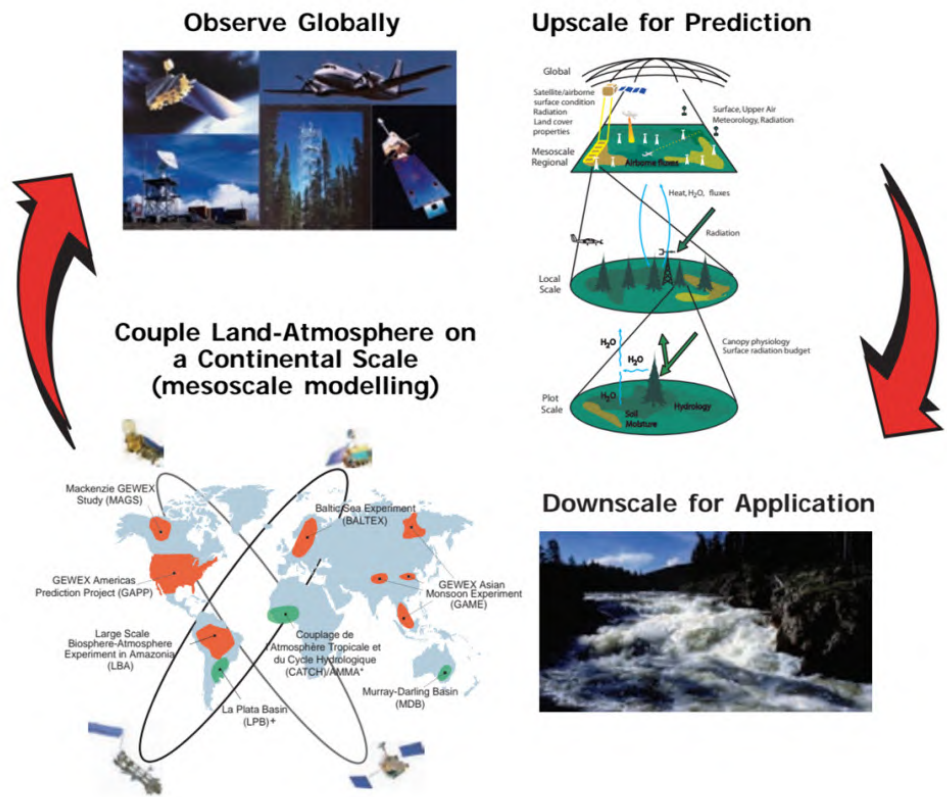 Observe Globally
Upscale for Prediction
Global
Satellite/airborne
surface condition
Radiation
Land cover
properties
Surface, Upper Air
Meteorology, Radiation
Mesoscale
Regional
Airborne fluxes
Heat, H₂O, fluxes
Radiation
Local
Scale
Canopy physiology
Surface radiation budget
H₂O
H₂O
H₂O
Plot
Scale
Soil
Moisture
Hydrology
Couple Land-Atmosphere on
a Continental Scale
(mesoscale modelling)
Mackenzie GEWEX
Study (MAGS)
Baltic Sea Experiment
(BALTEX)
GEWEX Americas
Prediction Project (GAPP)
GEWEX Asian
Monsoon Experiment
(GAME)
Large Scale
Biosphere-Atmosphere
Experiment in Amazonia
(LBA)
Couplage de
l'Atmosphère Tropicale et
du Cycle Hydrologique
(CATCH)/AMMA*
La Plata Basin
(LPB)+
Murray-Darling Basin
(MDB)
Downscale for Application